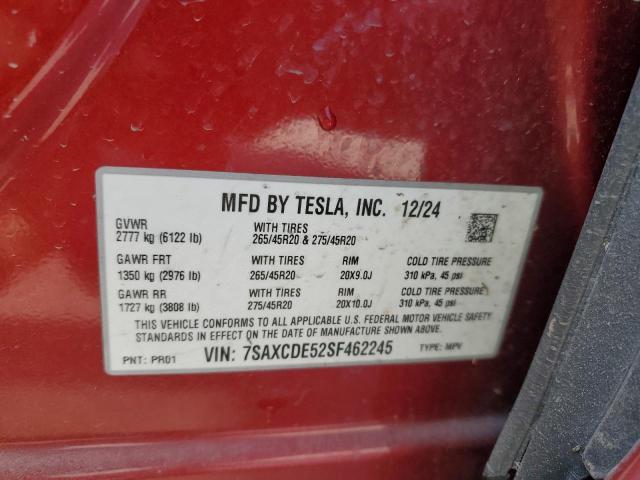 MFD BY TESLA, INC. 12/24
GVWR WITH TIRES
2777 kg (6122 lb) 265/45R20 & 275/45R20
GAWR FRT WITH TIRES RIM COLD TIRE PRESSURE
1350 kg (2976 lb) 265/45R20 20X9.0J 310 kPa, 45 psi
GAWR RR WITH TIRES RIM COLD TIRE PRESSURE
1727 kg (3808 lb) 275/45R20 20X10.0J 310 kPa, 45 psi
THIS VEHICLE CONFORMS TO ALL APPLICABLE U.S. FEDERAL MOTOR VEHICLE SAFETY
STANDARDS IN EFFECT ON THE DATE OF MANUFACTURE SHOWN ABOVE.
PNT: PR01 VIN: 7SAXCDE52SF462245 TYPE: MPV